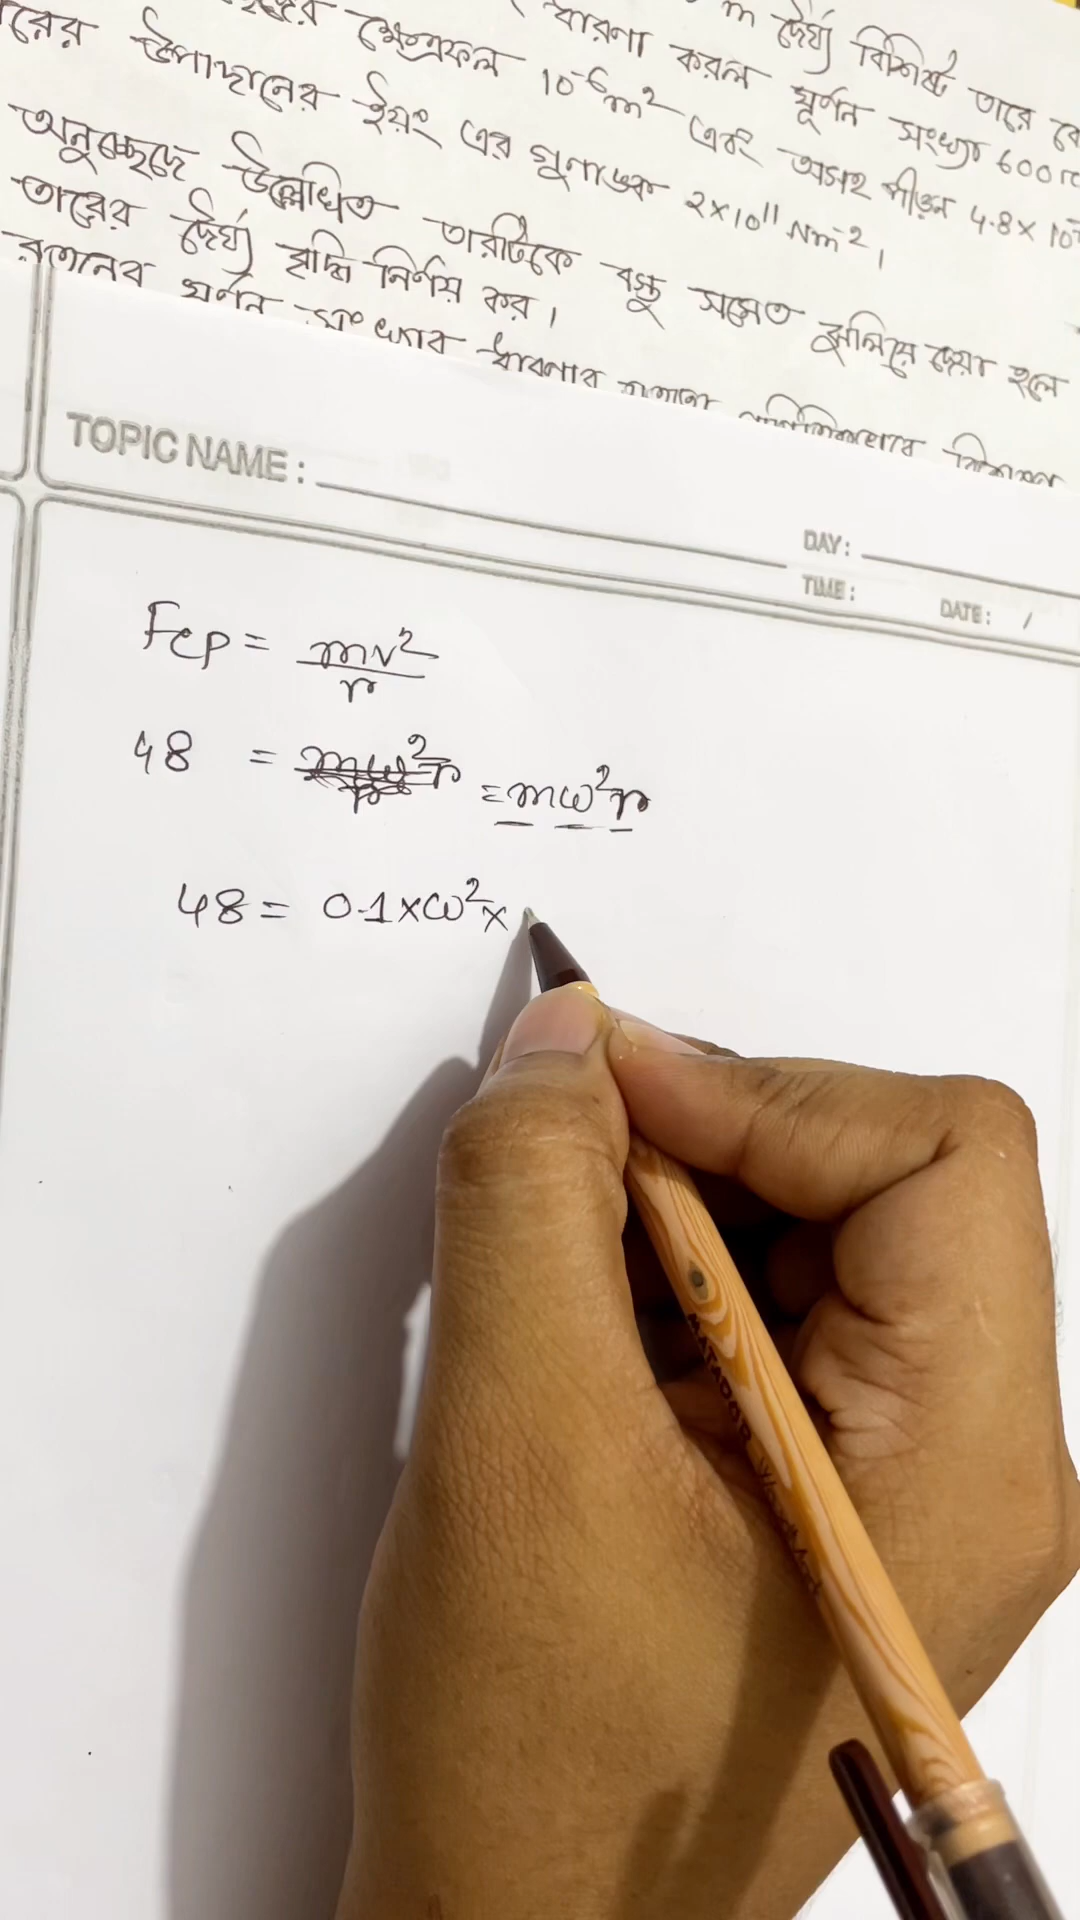 m দৈর্ঘ্য বিশিষ্ট তারে
ধারণা করল ঘূর্ণন সংখ্যা 600
ক্ষেত্রফল 10⁻⁶m² এবং অসহ পীড়ন 4.8×10
উপাদানের ইয়ং এর গুণাঙ্ক 2×10¹¹ Nm⁻²।
অনুচ্ছেদে উল্লেখিত তারটিকে বস্তু সমেত ঝুলিয়ে দেয়া হলে
তারের দৈর্ঘ্য বৃদ্ধি নির্ণয় কর।
TOPIC NAME :
DAY :
TIME :
DATE : /
Fcp = mv²/r
48 = = mω²r
48 = 0.1×ω²×
MATADOR